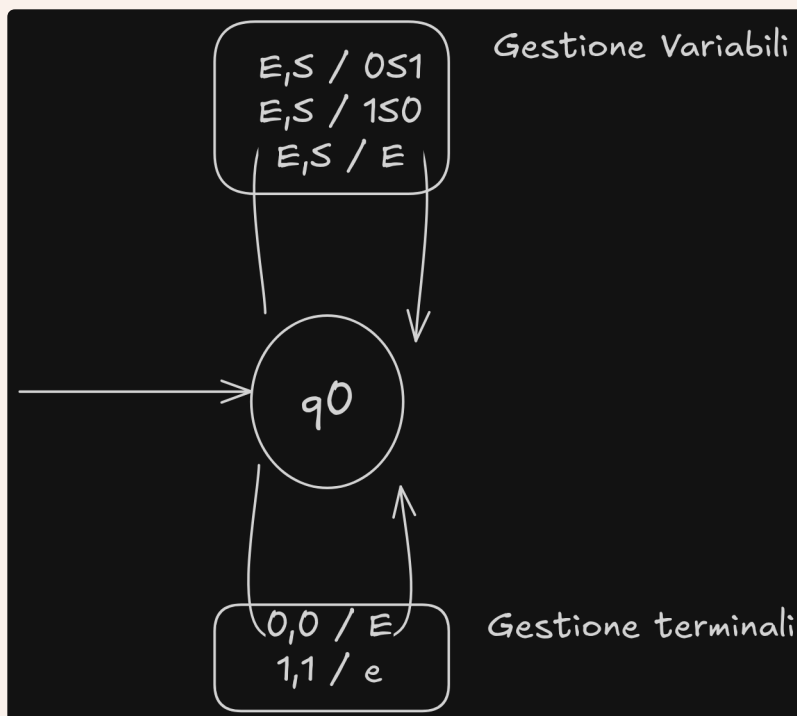 E,S / 0S1
Gestione Variabili
E,S / 1S0
E,S / E
q0
0,0 / E
Gestione terminali
1,1 / e